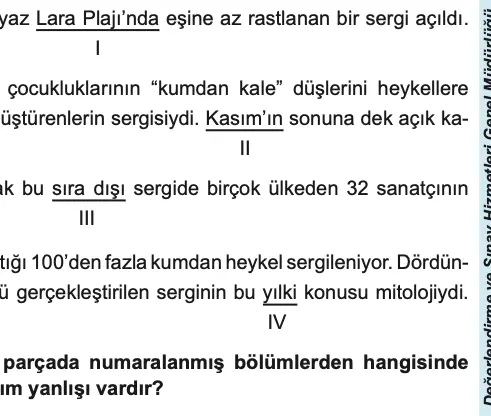 yaz Lara Plajı’nda eşine az rastlanan bir sergi açıldı.
I
çocukluklarının “kumdan kale” düşlerini heykellere
üştürenlerin sergisiydi. Kasım’ın sonuna dek açık ka-
II
ak bu sıra dışı sergide birçok ülkeden 32 sanatçının
III
tığı 100’den fazla kumdan heykel sergileniyor. Dördün-
ü gerçekleştirilen serginin bu yılki konusu mitolojiydi.
IV
parçada numaralanmış bölümlerden hangisinde
ım yanlışı vardır?
Değerlendirme ve Sınav Hizmetleri Genel Müdürlüğü